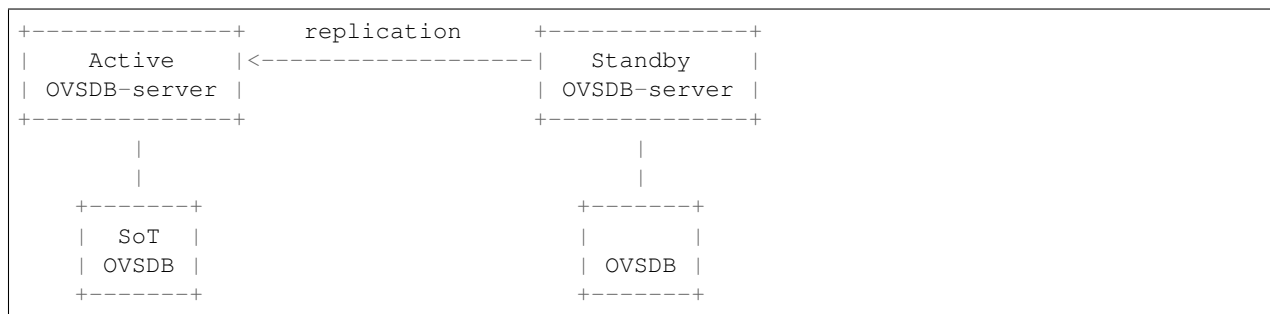 +--------------+    replication     +--------------+
|    Active    |<-------------------|   Standby    |
| OVSDB-server |                    | OVSDB-server |
+--------------+                    +--------------+
        |                                  |
        |                                  |
    +-------+                          +-------+
    |  SoT  |                          |       |
    | OVSDB |                          | OVSDB |
    +-------+                          +-------+